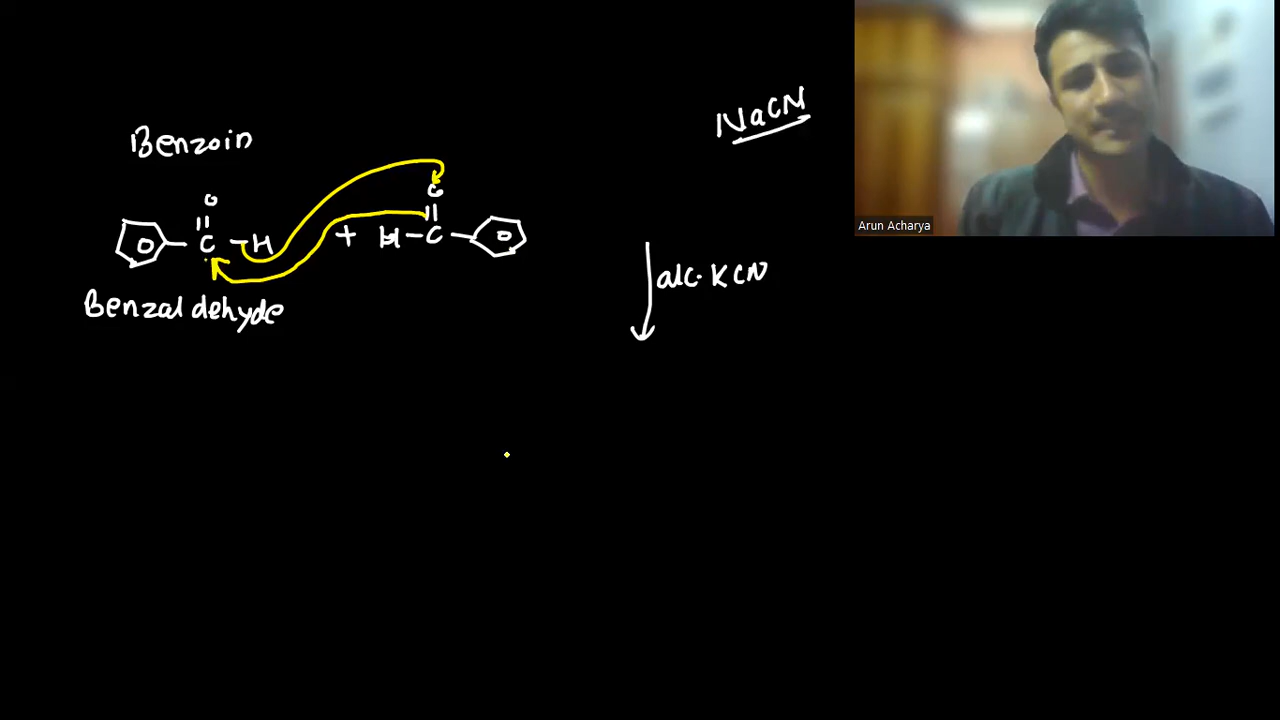 NaCN
Benzoin
O O
C - H + H - C
alc. KCN
Benzaldehyde
Arun Acharya